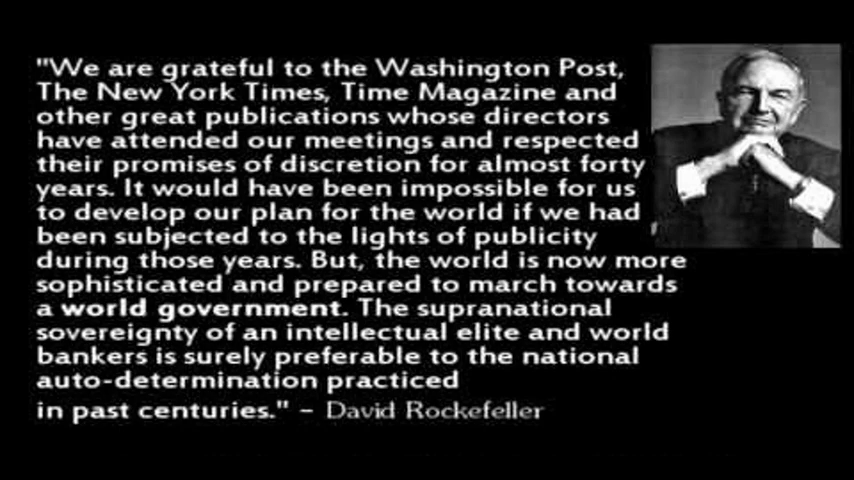 "We are grateful to the Washington Post,
The New York Times, Time Magazine and
other great publications whose directors
have attended our meetings and respected
their promises of discretion for almost forty
years. It would have been impossible for us
to develop our plan for the world if we had
been subjected to the lights of publicity
during those years. But, the world is now more
sophisticated and prepared to march towards
a world government. The supranational
sovereignty of an intellectual elite and world
bankers is surely preferable to the national
auto-determination practiced
in past centuries." – David Rockefeller